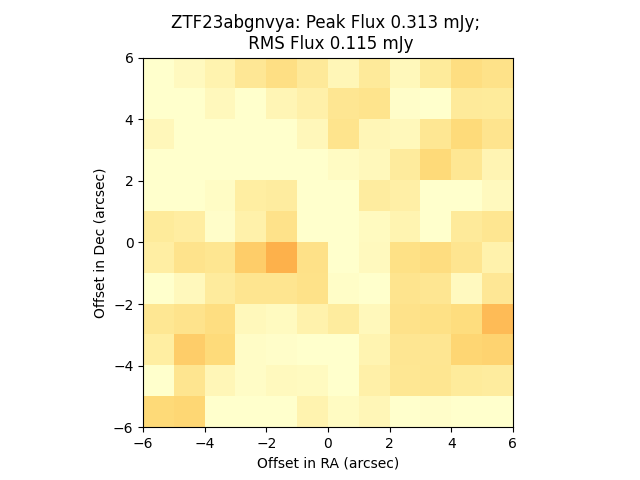 ZTF23abgnvya: Peak Flux 0.313 mJy;
RMS Flux 0.115 mJy
6
4
2
0
−2
−4
−6
Offset in Dec (arcsec)
−6 −4 −2 0 2 4 6
Offset in RA (arcsec)